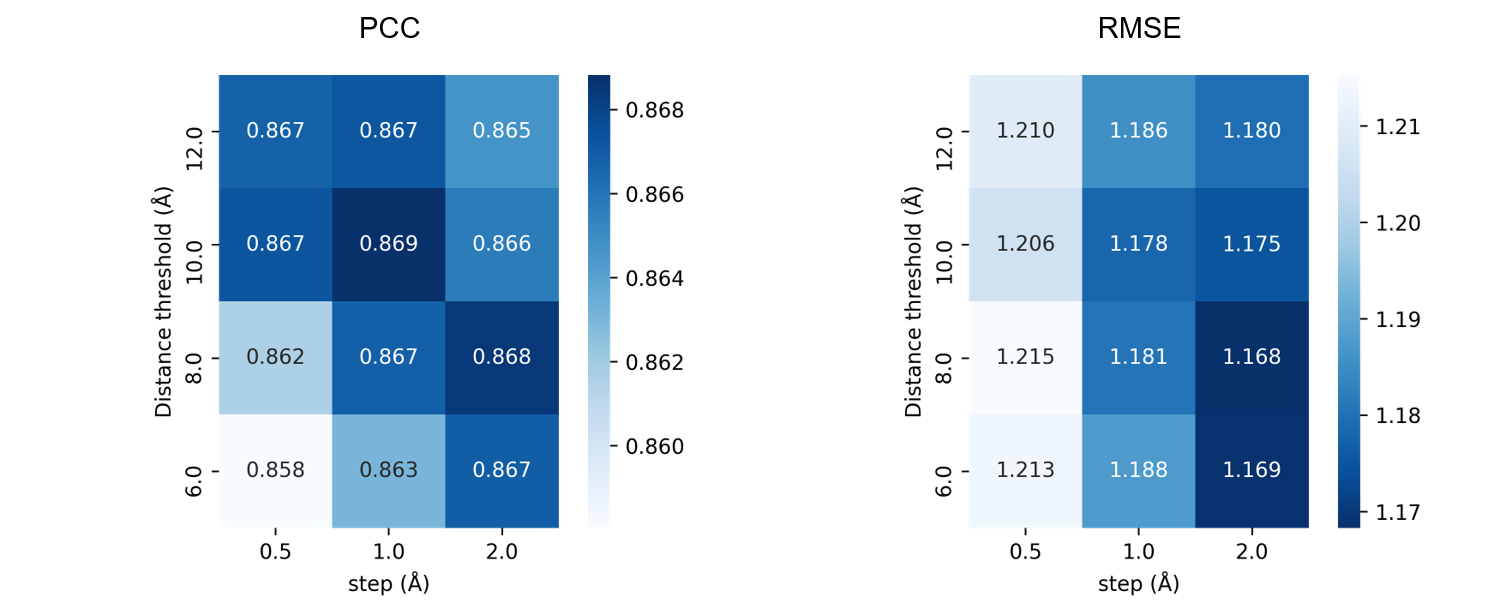 PCC
12.0 0.867 0.867 0.865
10.0 0.867 0.869 0.866
8.0 0.862 0.867 0.868
6.0 0.858 0.863 0.867
0.5 1.0 2.0
step (Å)
Distance threshold (Å)
0.868
0.866
0.864
0.862
0.860
RMSE
12.0 1.210 1.186 1.180
10.0 1.206 1.178 1.175
8.0 1.215 1.181 1.168
6.0 1.213 1.188 1.169
0.5 1.0 2.0
step (Å)
Distance threshold (Å)
1.21
1.20
1.19
1.18
1.17